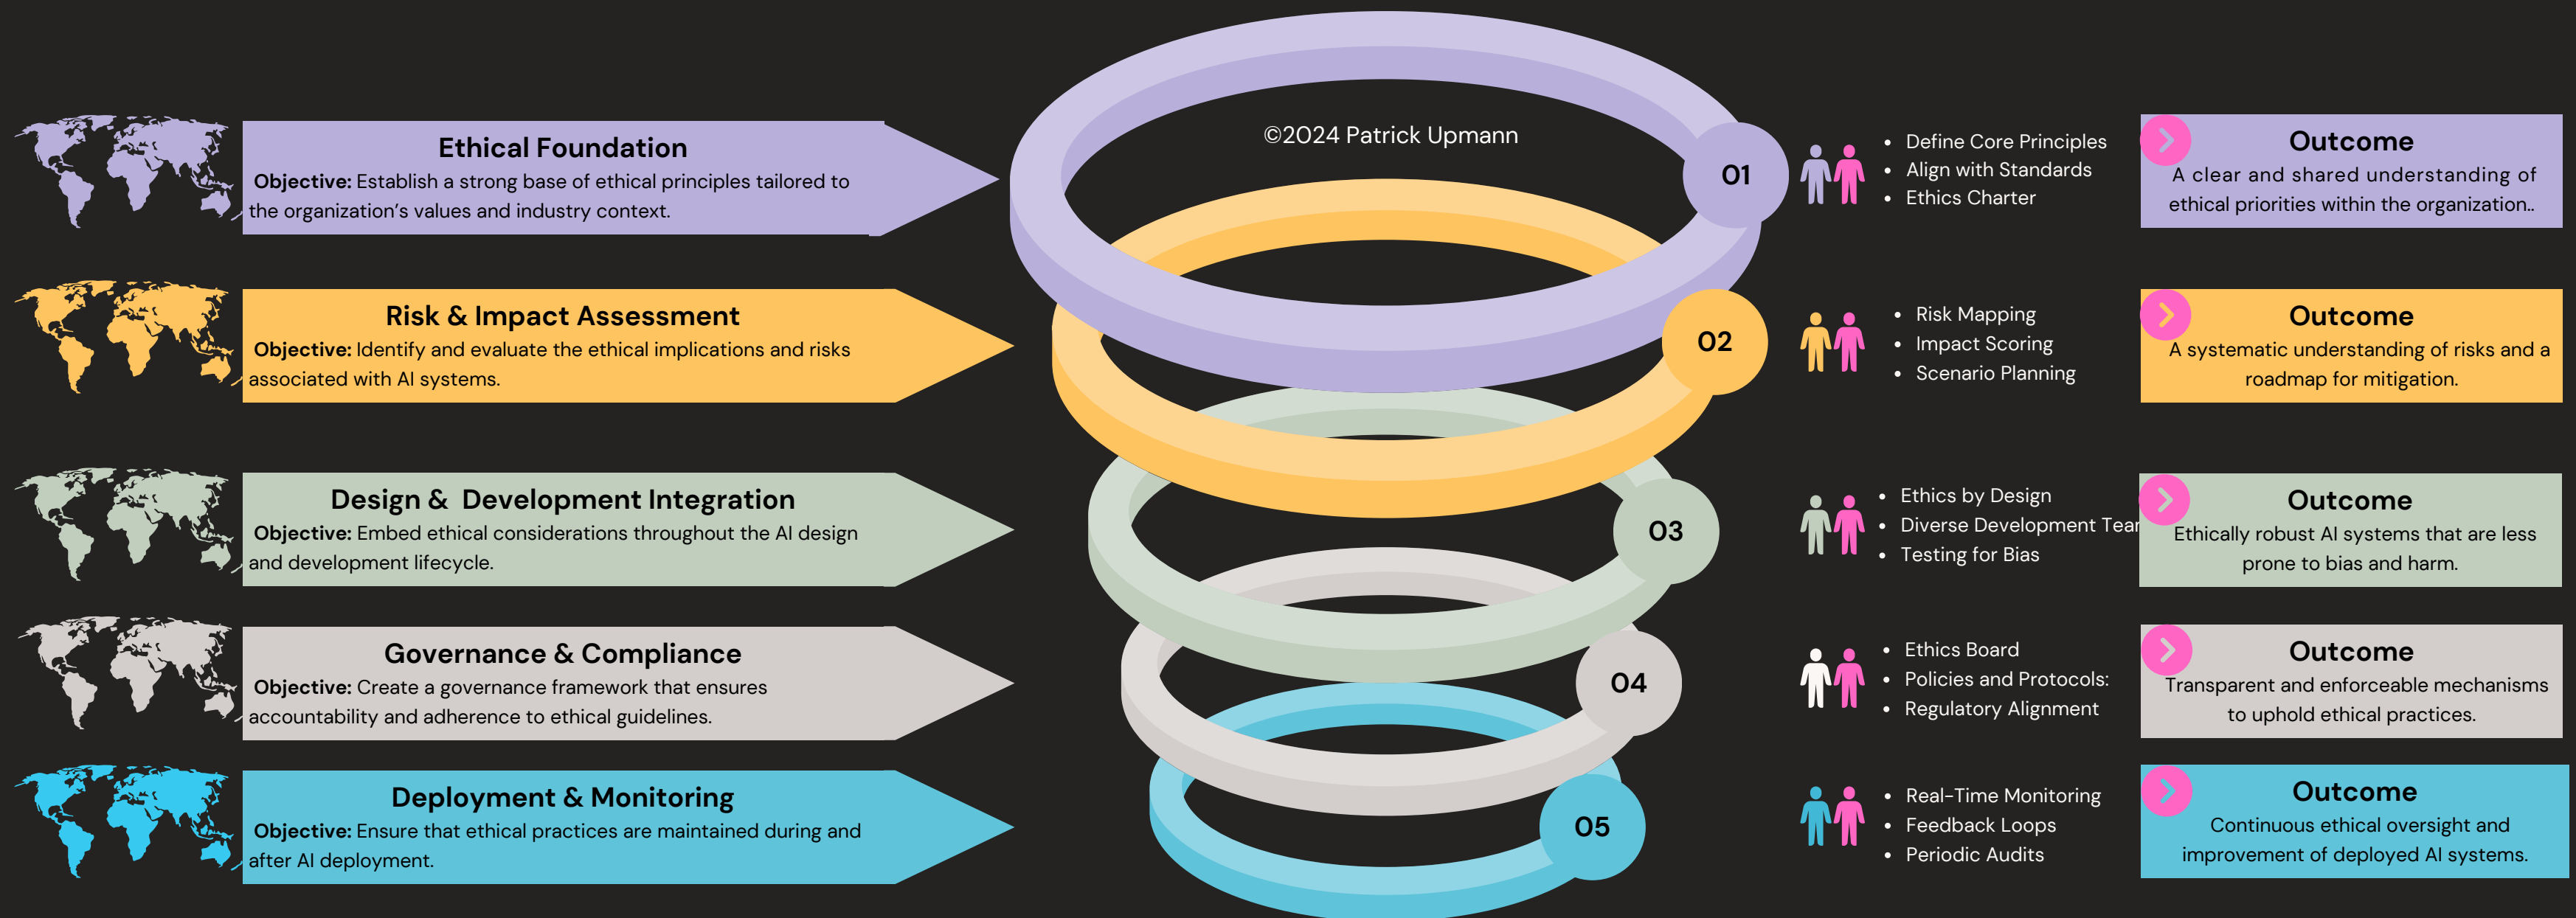 ©2024 Patrick Upmann
Ethical Foundation
Objective: Establish a strong base of ethical principles tailored to
the organization’s values and industry context.
01
• Define Core Principles
• Align with Standards
• Ethics Charter
Outcome
A clear and shared understanding of
ethical priorities within the organization..
Risk & Impact Assessment
Objective: Identify and evaluate the ethical implications and risks
associated with AI systems.
02
• Risk Mapping
• Impact Scoring
• Scenario Planning
Outcome
A systematic understanding of risks and a
roadmap for mitigation.
Design & Development Integration
Objective: Embed ethical considerations throughout the AI design
and development lifecycle.
03
• Ethics by Design
• Diverse Development Tear
• Testing for Bias
Outcome
Ethically robust AI systems that are less
prone to bias and harm.
Governance & Compliance
Objective: Create a governance framework that ensures
accountability and adherence to ethical guidelines.
04
• Ethics Board
• Policies and Protocols:
• Regulatory Alignment
Outcome
Transparent and enforceable mechanisms
to uphold ethical practices.
Deployment & Monitoring
Objective: Ensure that ethical practices are maintained during and
after AI deployment.
05
• Real-Time Monitoring
• Feedback Loops
• Periodic Audits
Outcome
Continuous ethical oversight and
improvement of deployed AI systems.